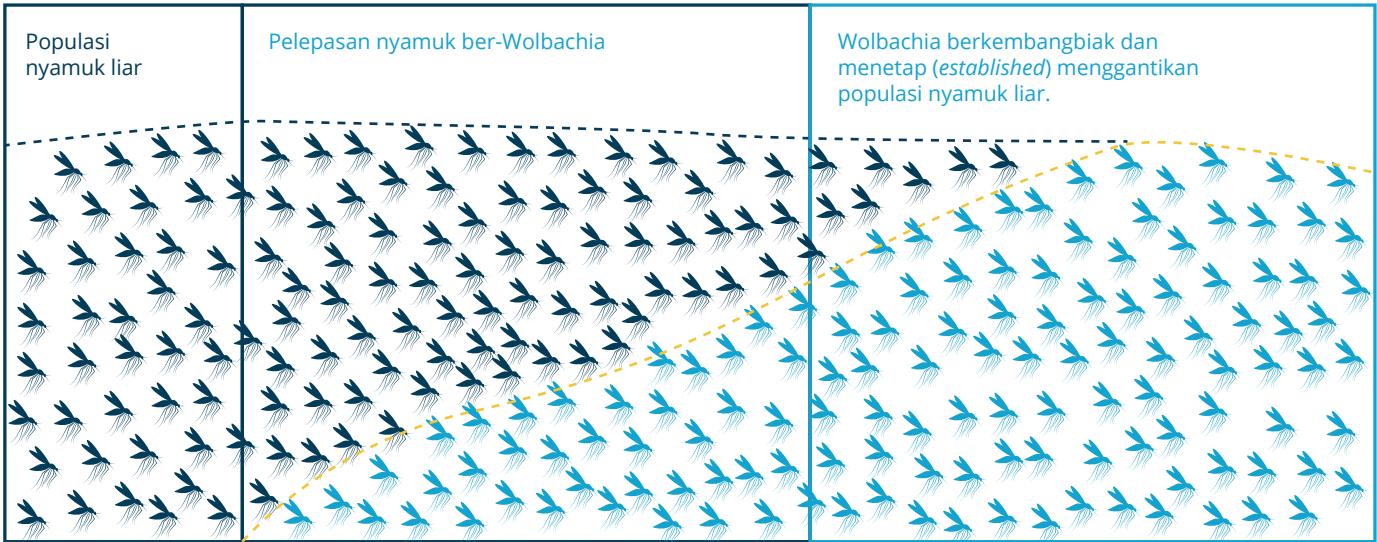 Populasi
nyamuk liar
Pelepasan nyamuk ber-Wolbachia
Wolbachia berkembangbiak dan
menetap (established) menggantikan
populasi nyamuk liar.